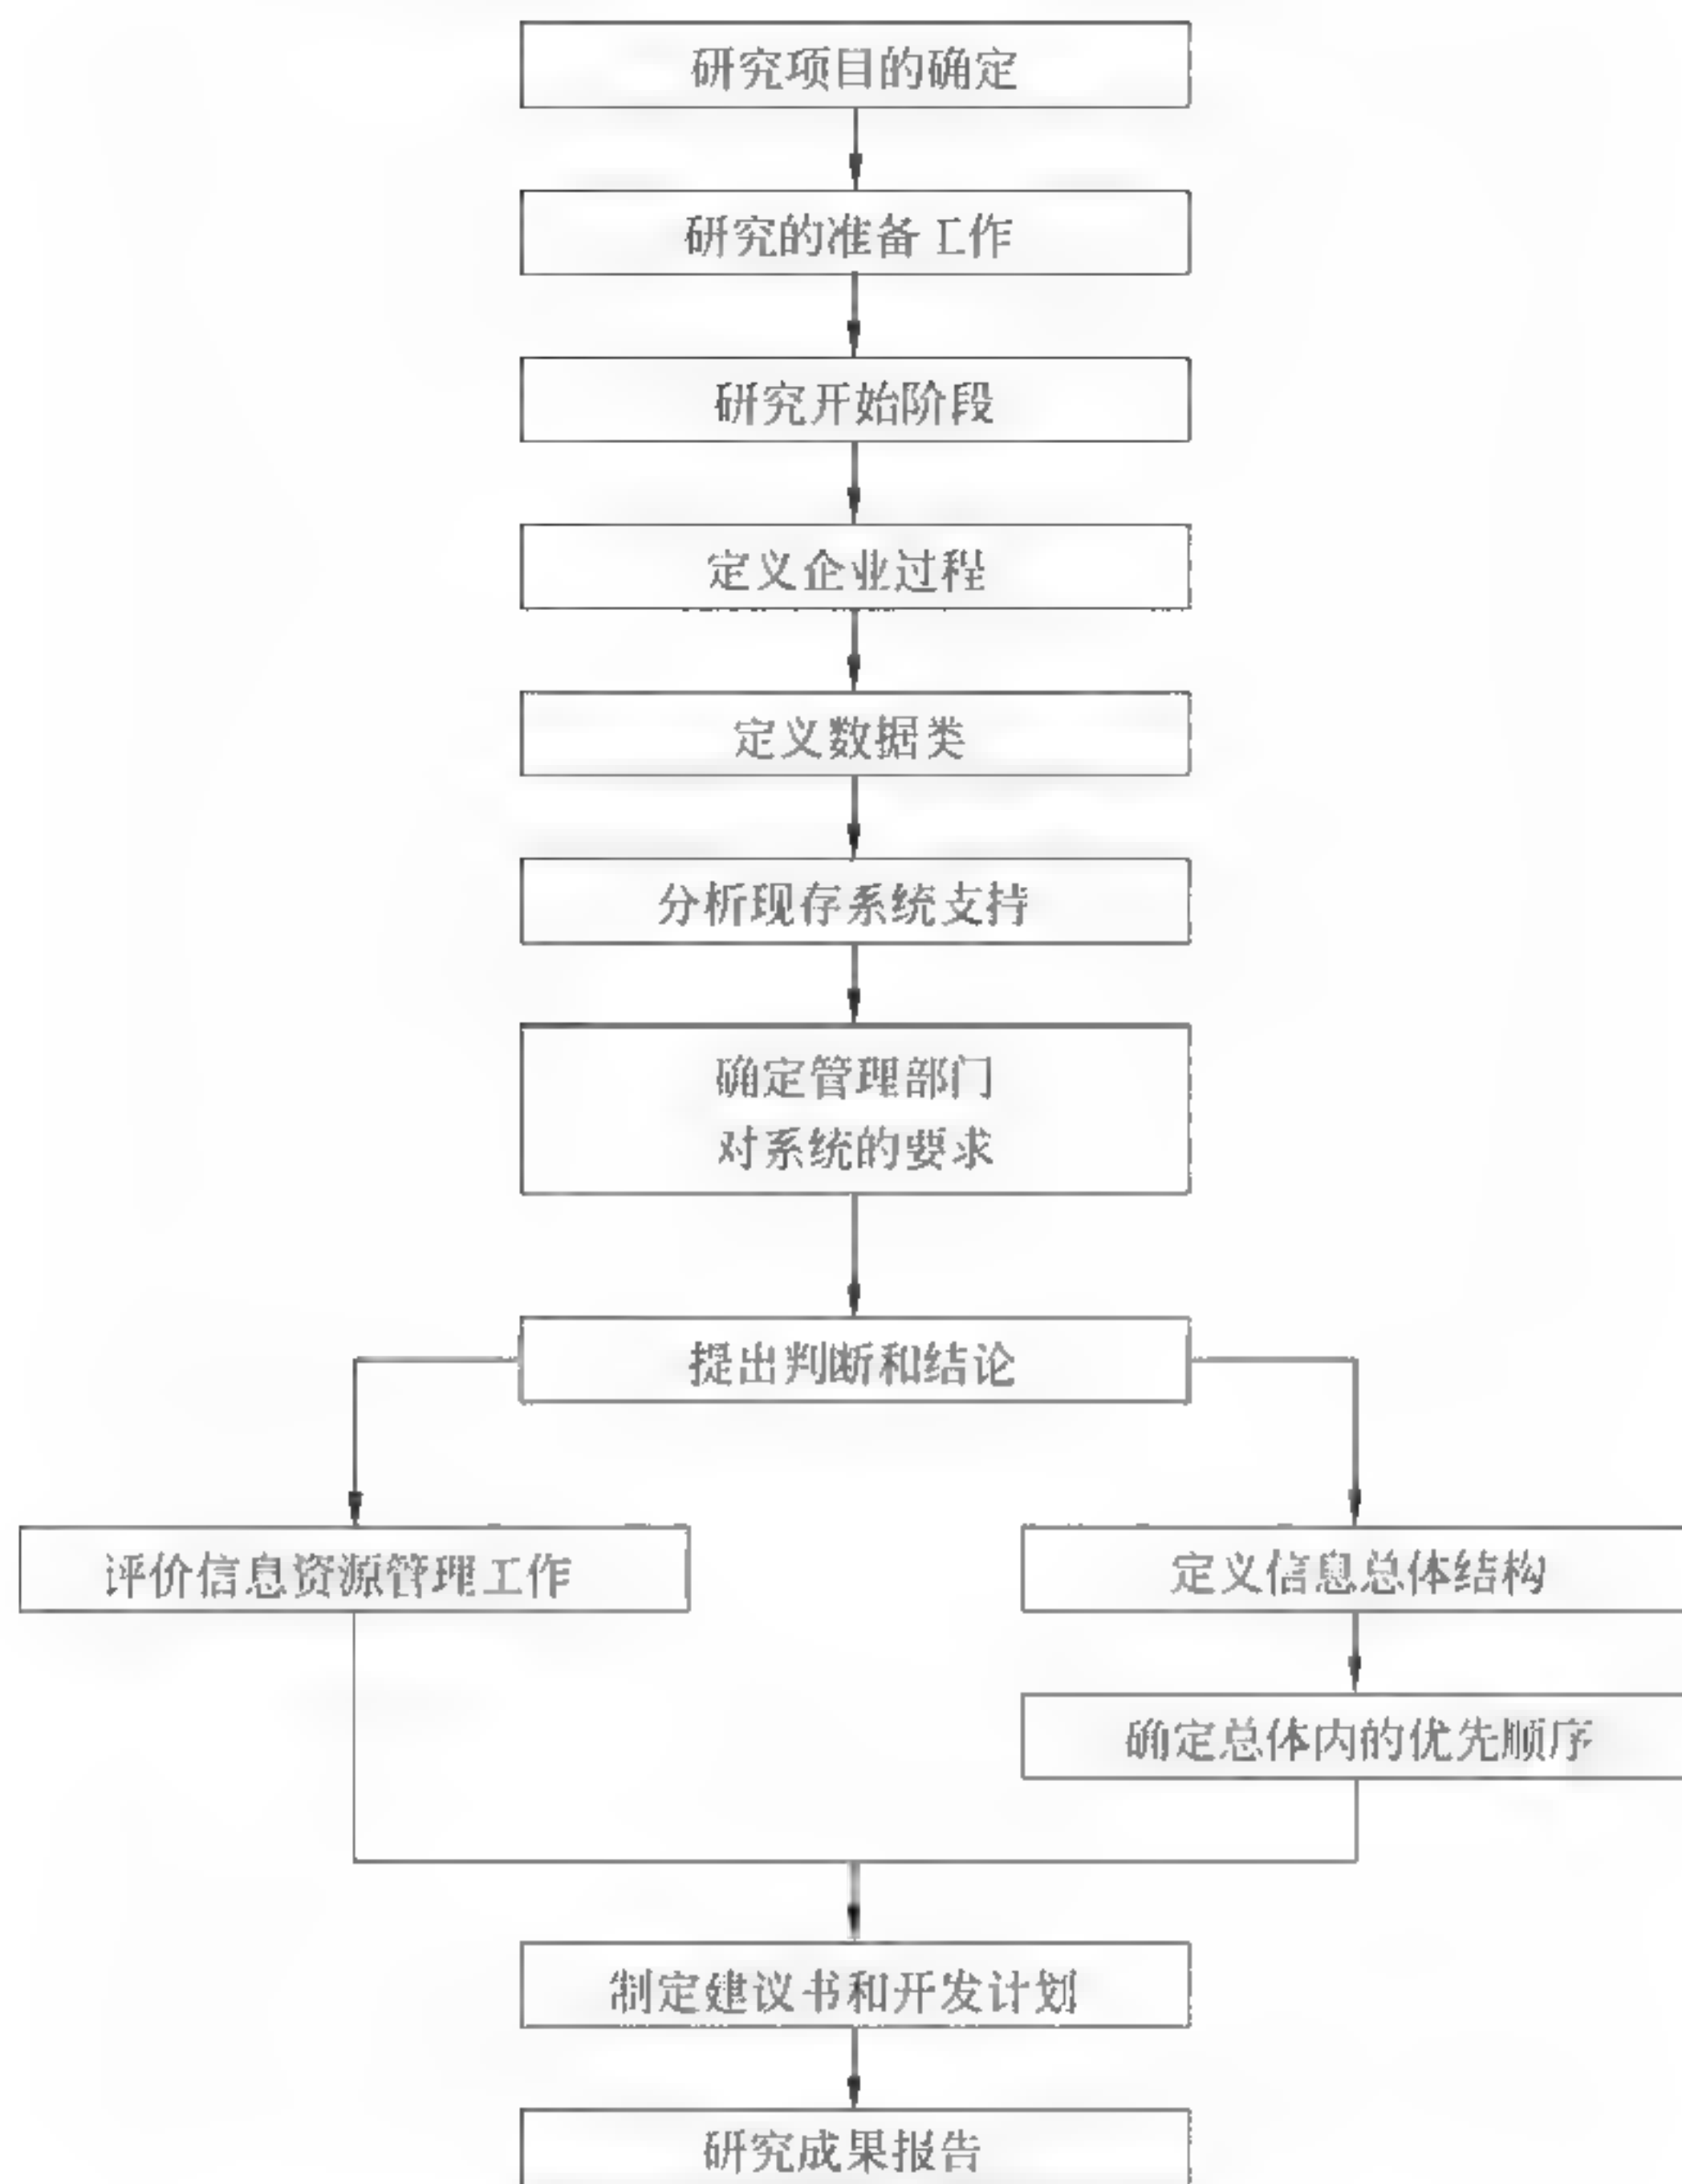 研究项目的确定
研究的准备工作
研究开始阶段
定义企业过程
定义数据类
分析现存系统支持
确定管理部门
对系统的要求
提出判断和结论
评价信息资源管理工作
定义信息总体结构
确定总体内的优先顺序
制定建议书和开发计划
研究成果报告